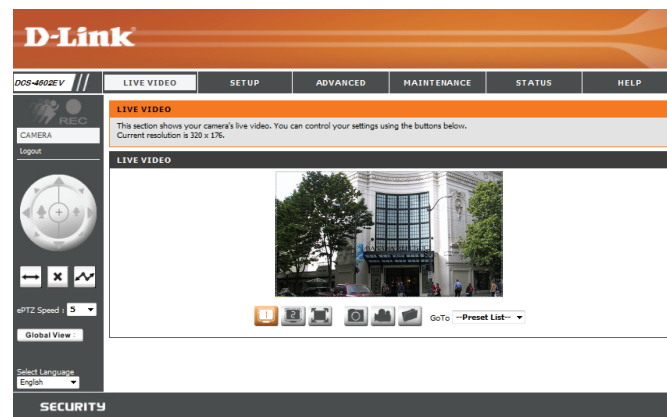 D-Link
DCS-4602EV // LIVE VIDEO SETUP ADVANCED MAINTENANCE STATUS HELP
REC
CAMERA
Logout
ePTZ Speed : 5
Global View :
Select Language
English
LIVE VIDEO
This section shows your camera's live video. You can control your settings using the buttons below.
Current resolution is 320 x 176.
LIVE VIDEO
1 2 GoTo --Preset List--
SECURITY